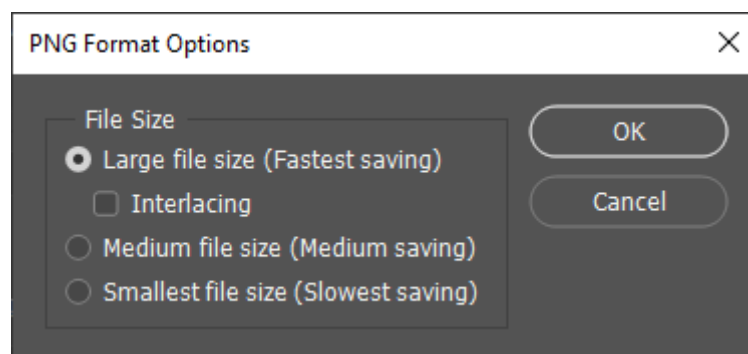 PNG Format Options
File Size
Large file size (Fastest saving)
Interlacing
Medium file size (Medium saving)
Smallest file size (Slowest saving)
OK
Cancel